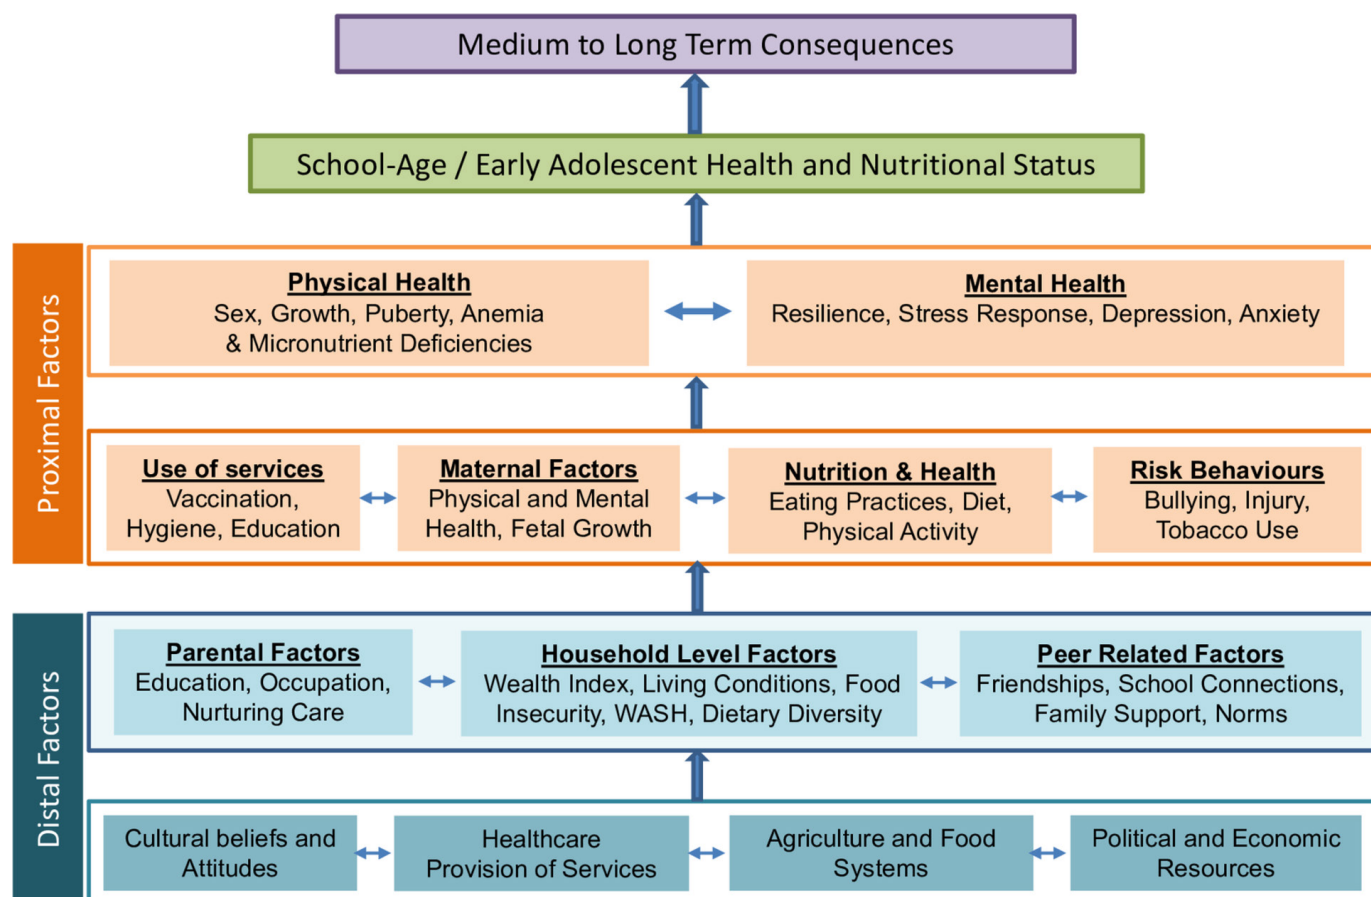 Medium to Long Term Consequences
School-Age / Early Adolescent Health and Nutritional Status
Proximal Factors
Physical Health
Sex, Growth, Puberty, Anemia
& Micronutrient Deficiencies
Mental Health
Resilience, Stress Response, Depression, Anxiety
Use of services
Vaccination,
Hygiene, Education
Maternal Factors
Physical and Mental
Health, Fetal Growth
Nutrition & Health
Eating Practices, Diet,
Physical Activity
Risk Behaviours
Bullying, Injury,
Tobacco Use
Distal Factors
Parental Factors
Education, Occupation,
Nurturing Care
Household Level Factors
Wealth Index, Living Conditions, Food
Insecurity, WASH, Dietary Diversity
Peer Related Factors
Friendships, School Connections,
Family Support, Norms
Cultural beliefs and
Attitudes
Healthcare
Provision of Services
Agriculture and Food
Systems
Political and Economic
Resources